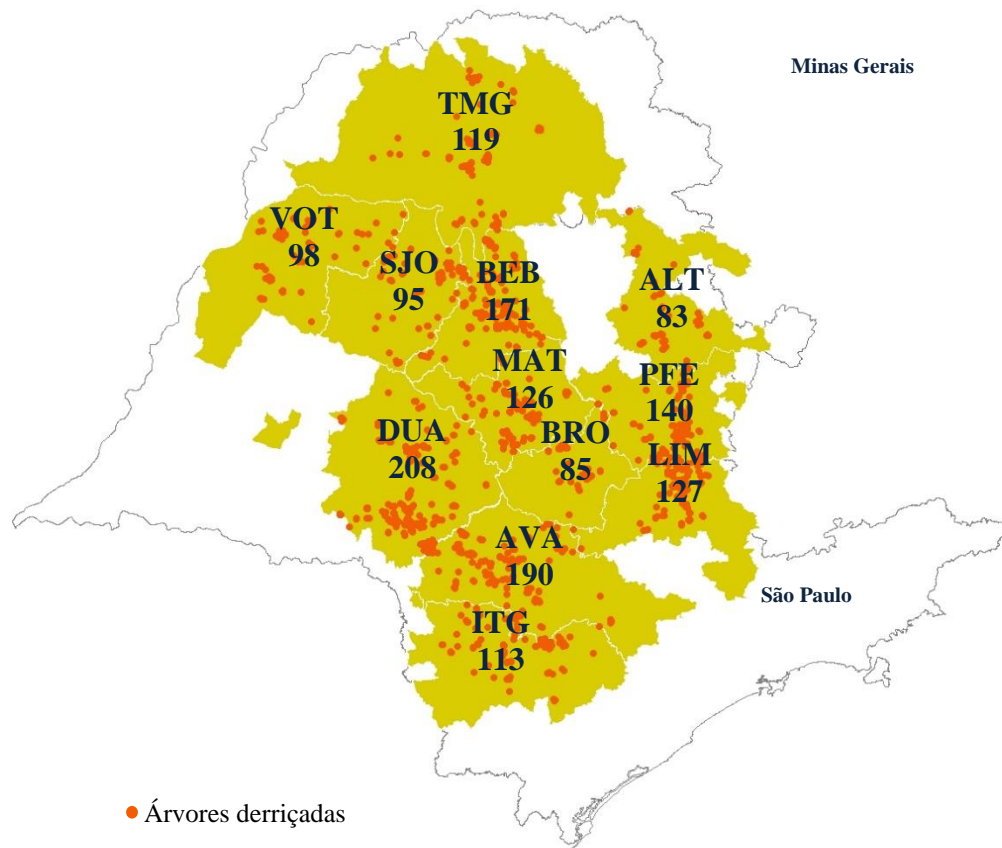 Minas Gerais
TMG
119
VOT
98
SJO
95
BEB
171
ALT
83
MAT
126
PFE
140
DUA
208
BRO
85
LIM
127
AVA
190
São Paulo
ITG
113
Árvores derriçadas